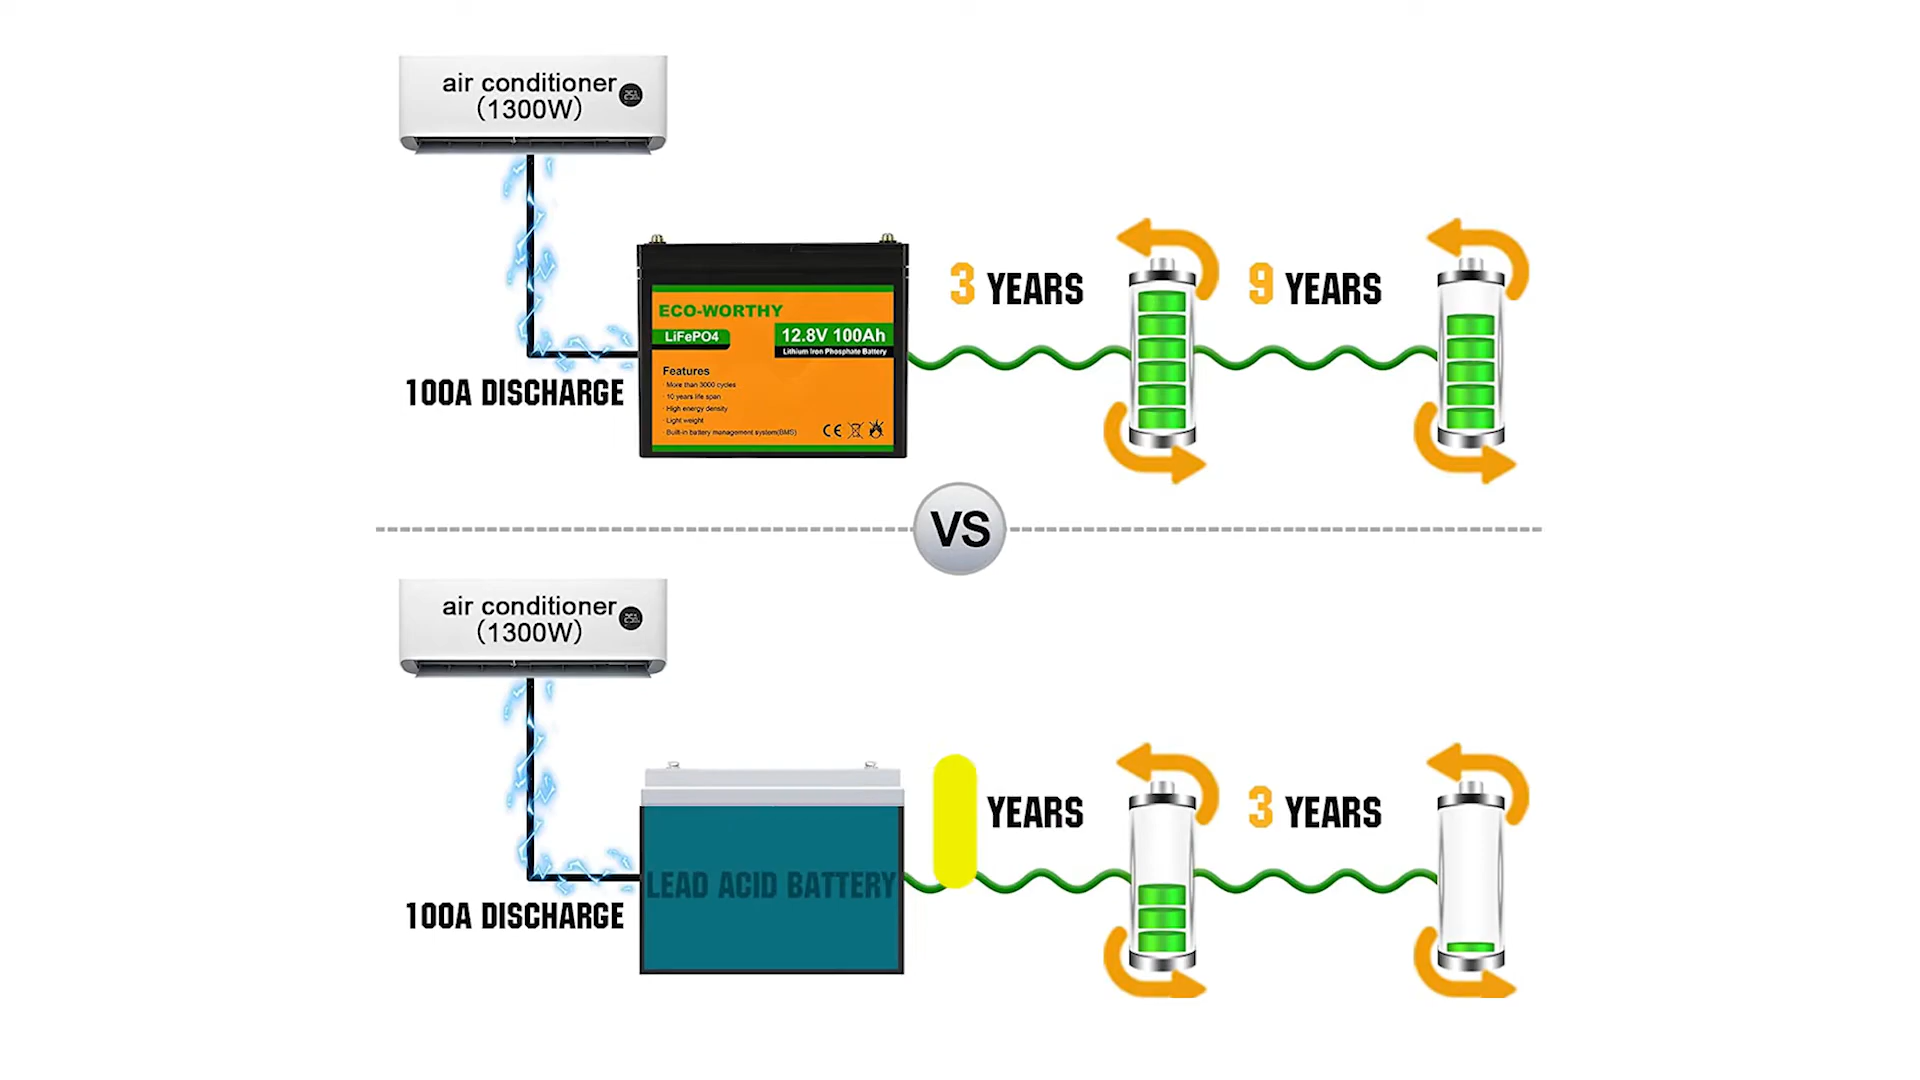 air conditioner
(1300W)
3 YEARS
9 YEARS
ECO-WORTHY
LiFePO4
12.8V 100Ah
Lithium Iron Phosphate Battery
Features
· More than 3000 cycles
· 10 years life span
· High energy density
· Light weight
· Built-in battery management system(BMS)
CE
100A DISCHARGE
VS
air conditioner
(1300W)
YEARS
3 YEARS
LEAD ACID BATTERY
100A DISCHARGE